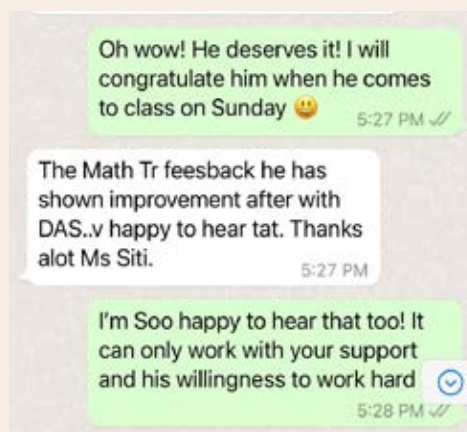 Oh wow! He deserves it! I will
congratulate him when he comes
to class on Sunday 😃
5:27 PM
The Math Tr feesback he has
shown improvement after with
DAS..v happy to hear tat. Thanks
alot Ms Siti.
5:27 PM
I'm Soo happy to hear that too! It
can only work with your support
and his willingness to work hard
5:28 PM